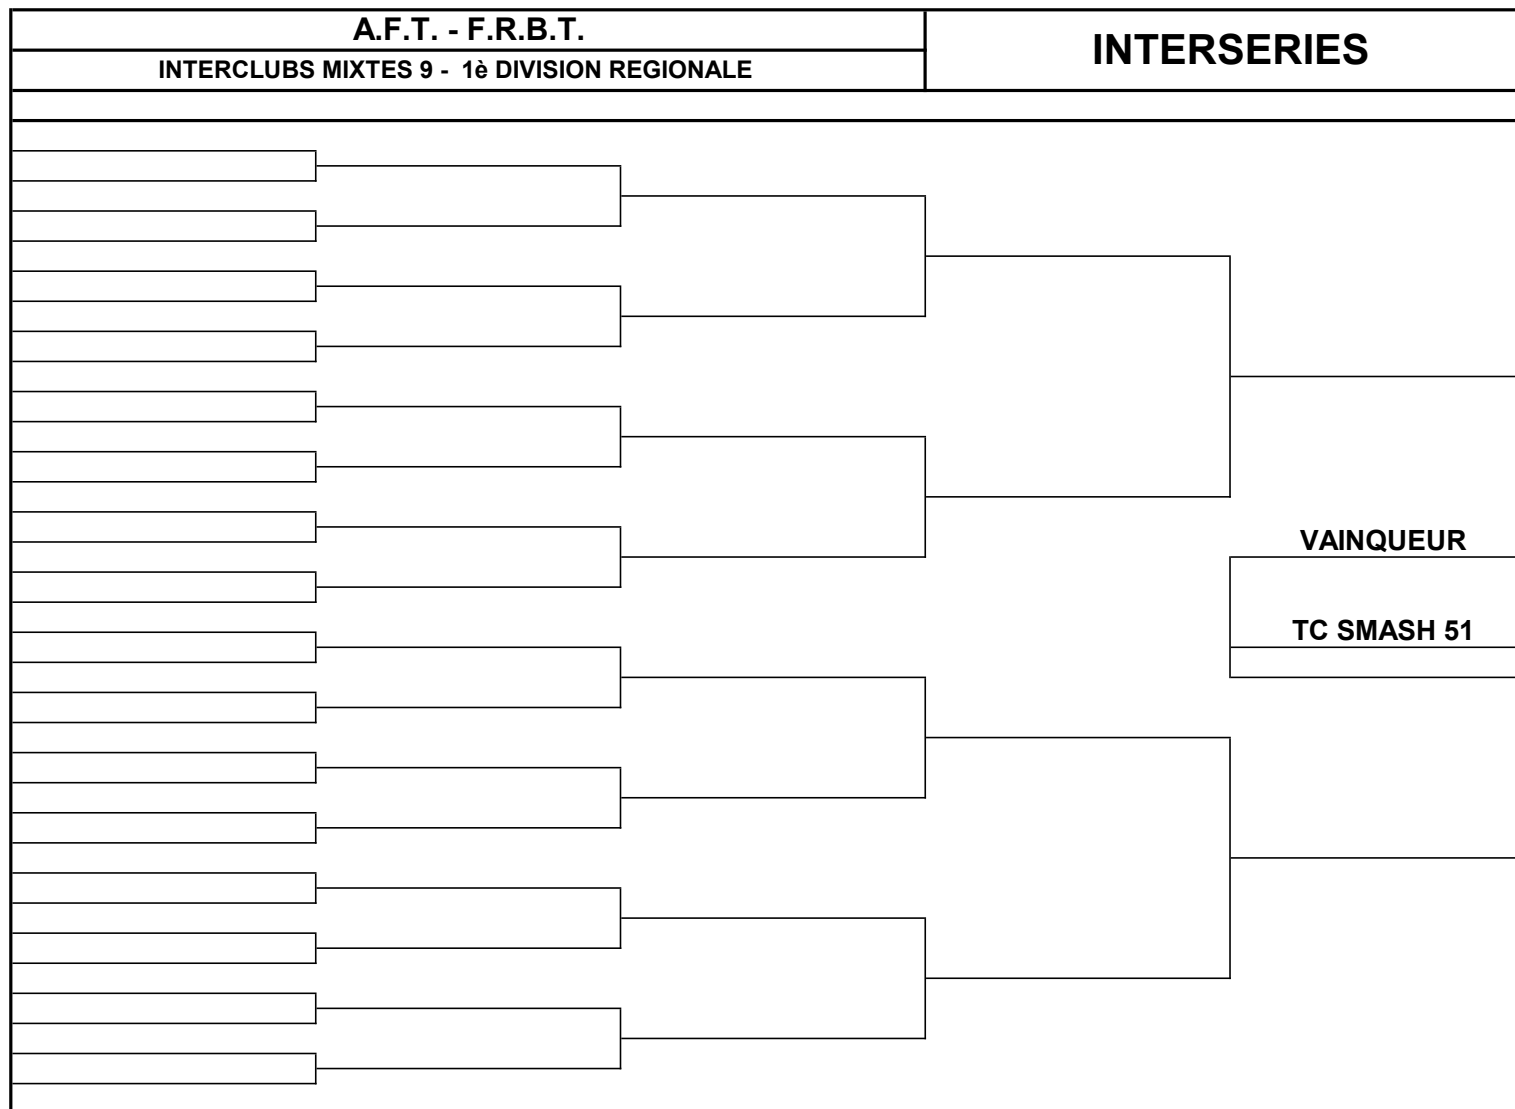 A.F.T. - F.R.B.T.
INTERSERIES
INTERCLUBS MIXTES 9 - 1è DIVISION REGIONALE
VAINQUEUR
TC SMASH 51